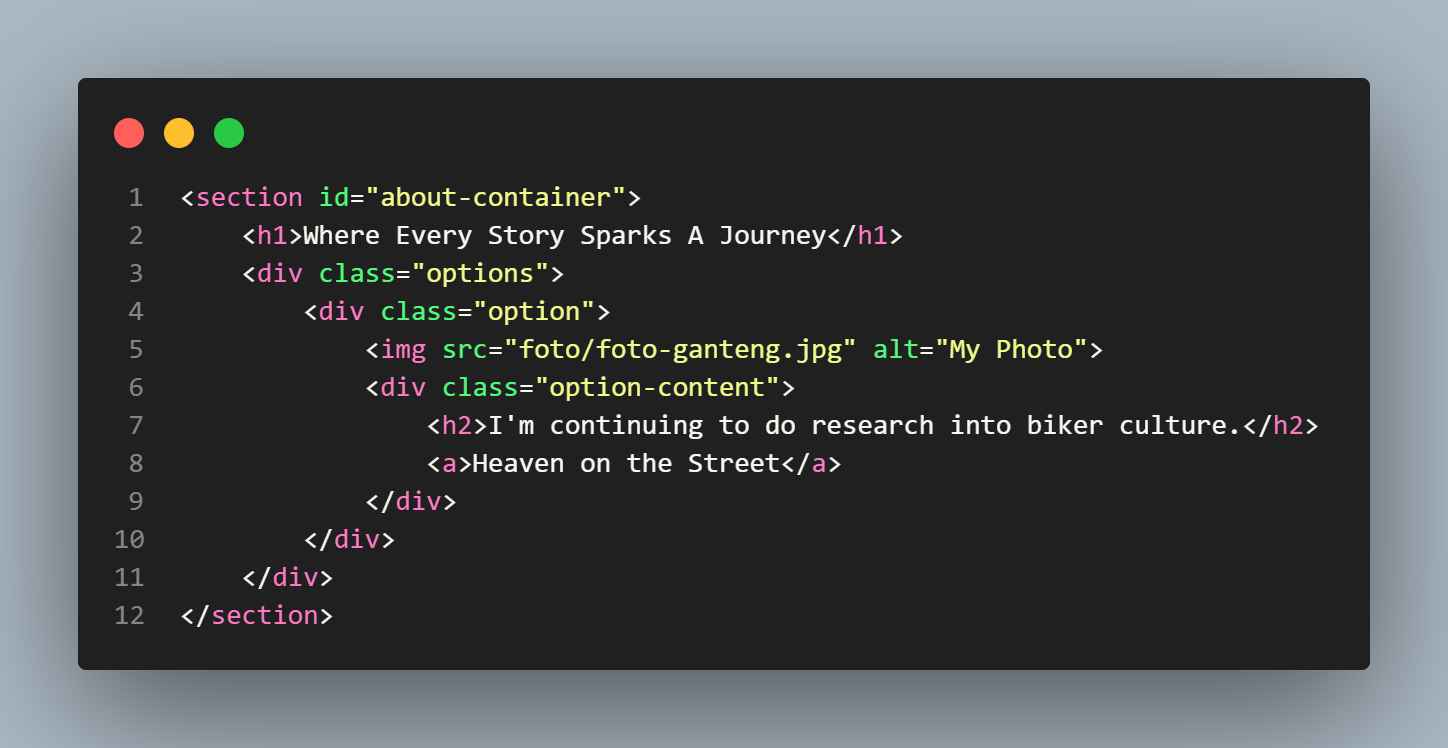 1 <section id="about-container">
2     <h1>Where Every Story Sparks A Journey</h1>
3     <div class="options">
4         <div class="option">
5             <img src="foto/foto-ganteng.jpg" alt="My Photo">
6             <div class="option-content">
7                 <h2>I'm continuing to do research into biker culture.</h2>
8                 <a>Heaven on the Street</a>
9             </div>
10         </div>
11     </div>
12 </section>